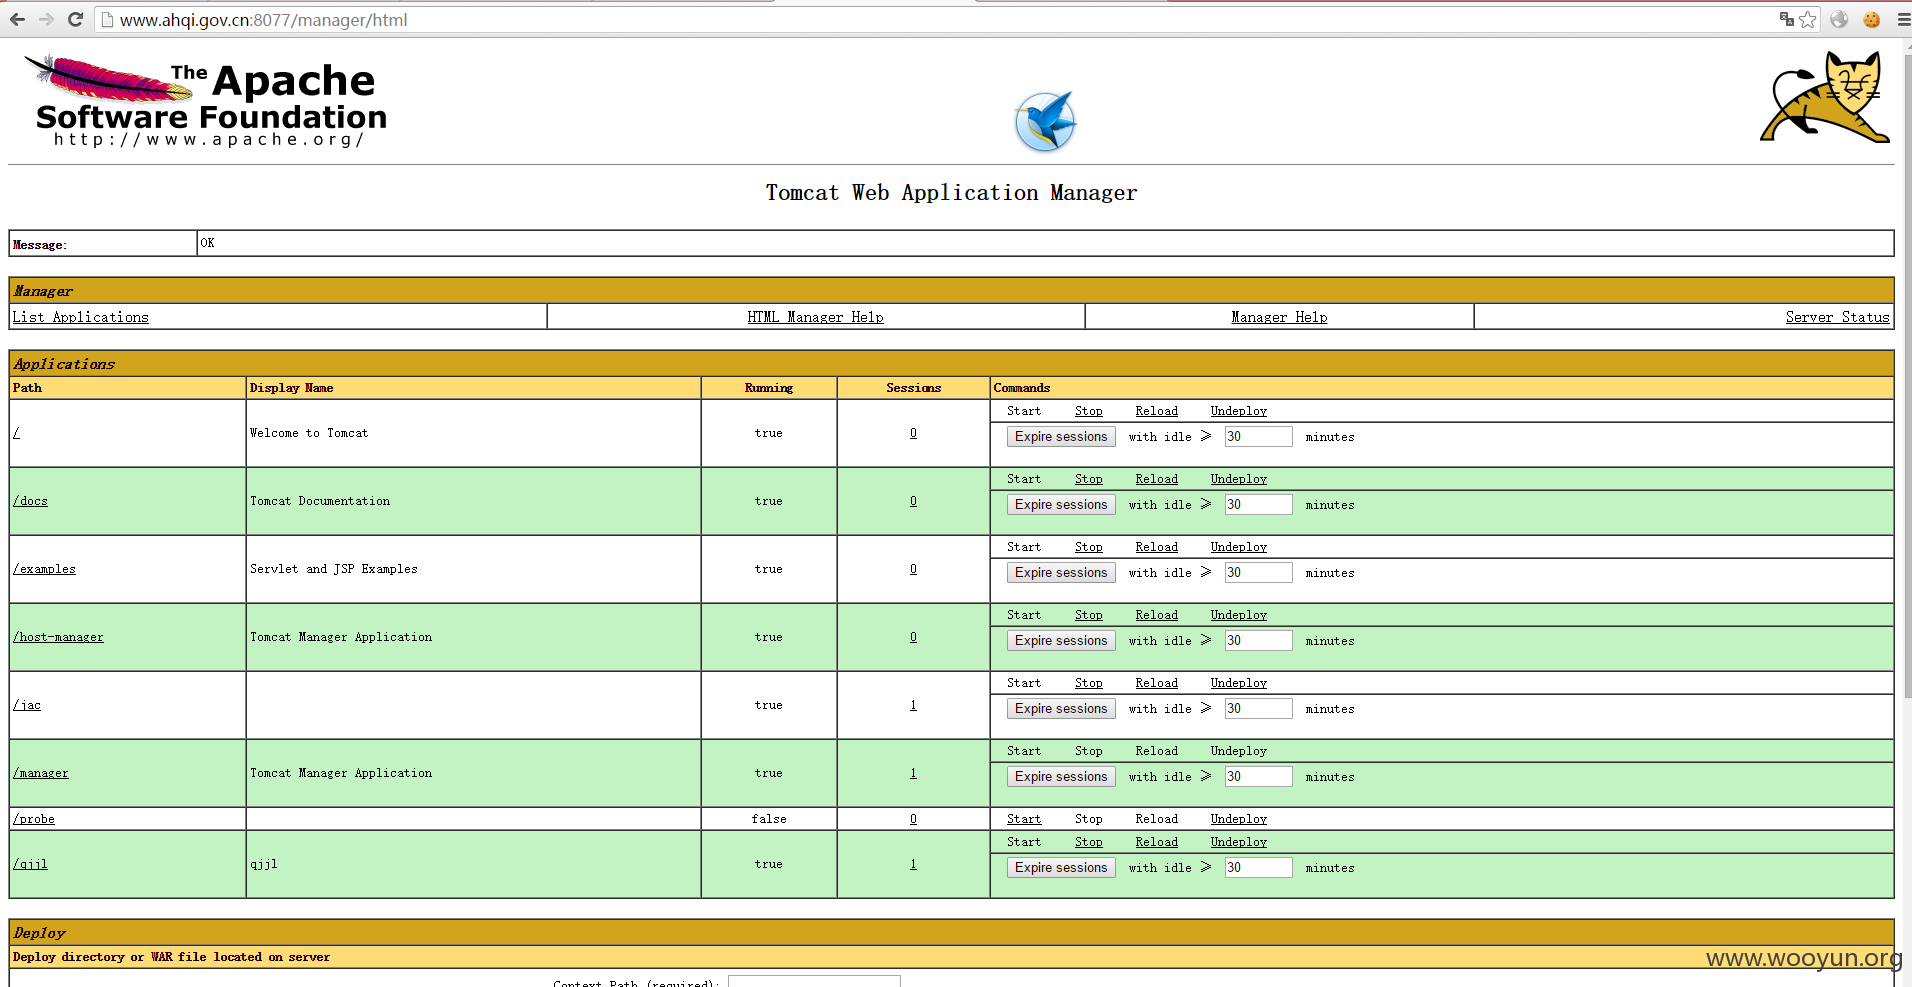 www.ahqi.gov.cn:8077/manager/html
The Apache
Software Foundation
http://www.apache.org/
Tomcat Web Application Manager
Message: OK
Manager
List Applications HTML Manager Help Manager Help Server Status
Applications
Path Display Name Running Sessions Commands
Start Stop Reload Undeploy
/ Welcome to Tomcat true 0
Expire sessions with idle ≥ 30 minutes
Start Stop Reload Undeploy
/docs Tomcat Documentation true 0
Expire sessions with idle ≥ 30 minutes
Start Stop Reload Undeploy
/examples Servlet and JSP Examples true 0
Expire sessions with idle ≥ 30 minutes
Start Stop Reload Undeploy
/host-manager Tomcat Manager Application true 0
Expire sessions with idle ≥ 30 minutes
Start Stop Reload Undeploy
/jac true 1
Expire sessions with idle ≥ 30 minutes
Start Stop Reload Undeploy
/manager Tomcat Manager Application true 1
Expire sessions with idle ≥ 30 minutes
/probe false 0 Start Stop Reload Undeploy
Start Stop Reload Undeploy
/qjjl qjjl true 1
Expire sessions with idle ≥ 30 minutes
Deploy
Deploy directory or WAR file located on server
www.wooyun.org
Context Path (required):